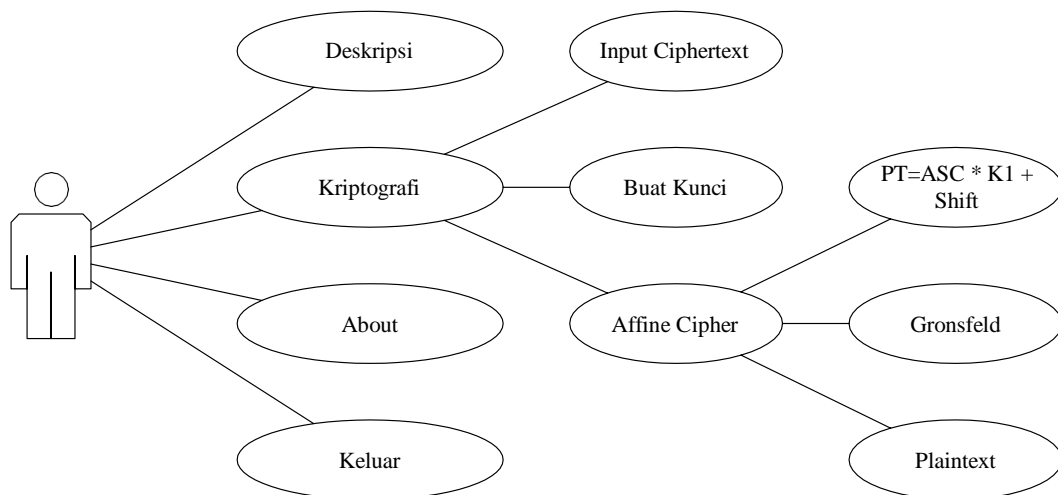 Deskripsi
Input Ciphertext
Kriptografi
Buat Kunci
PT=ASC * K1 +
Shift
About
Affine Cipher
Gronsfeld
Keluar
Plaintext